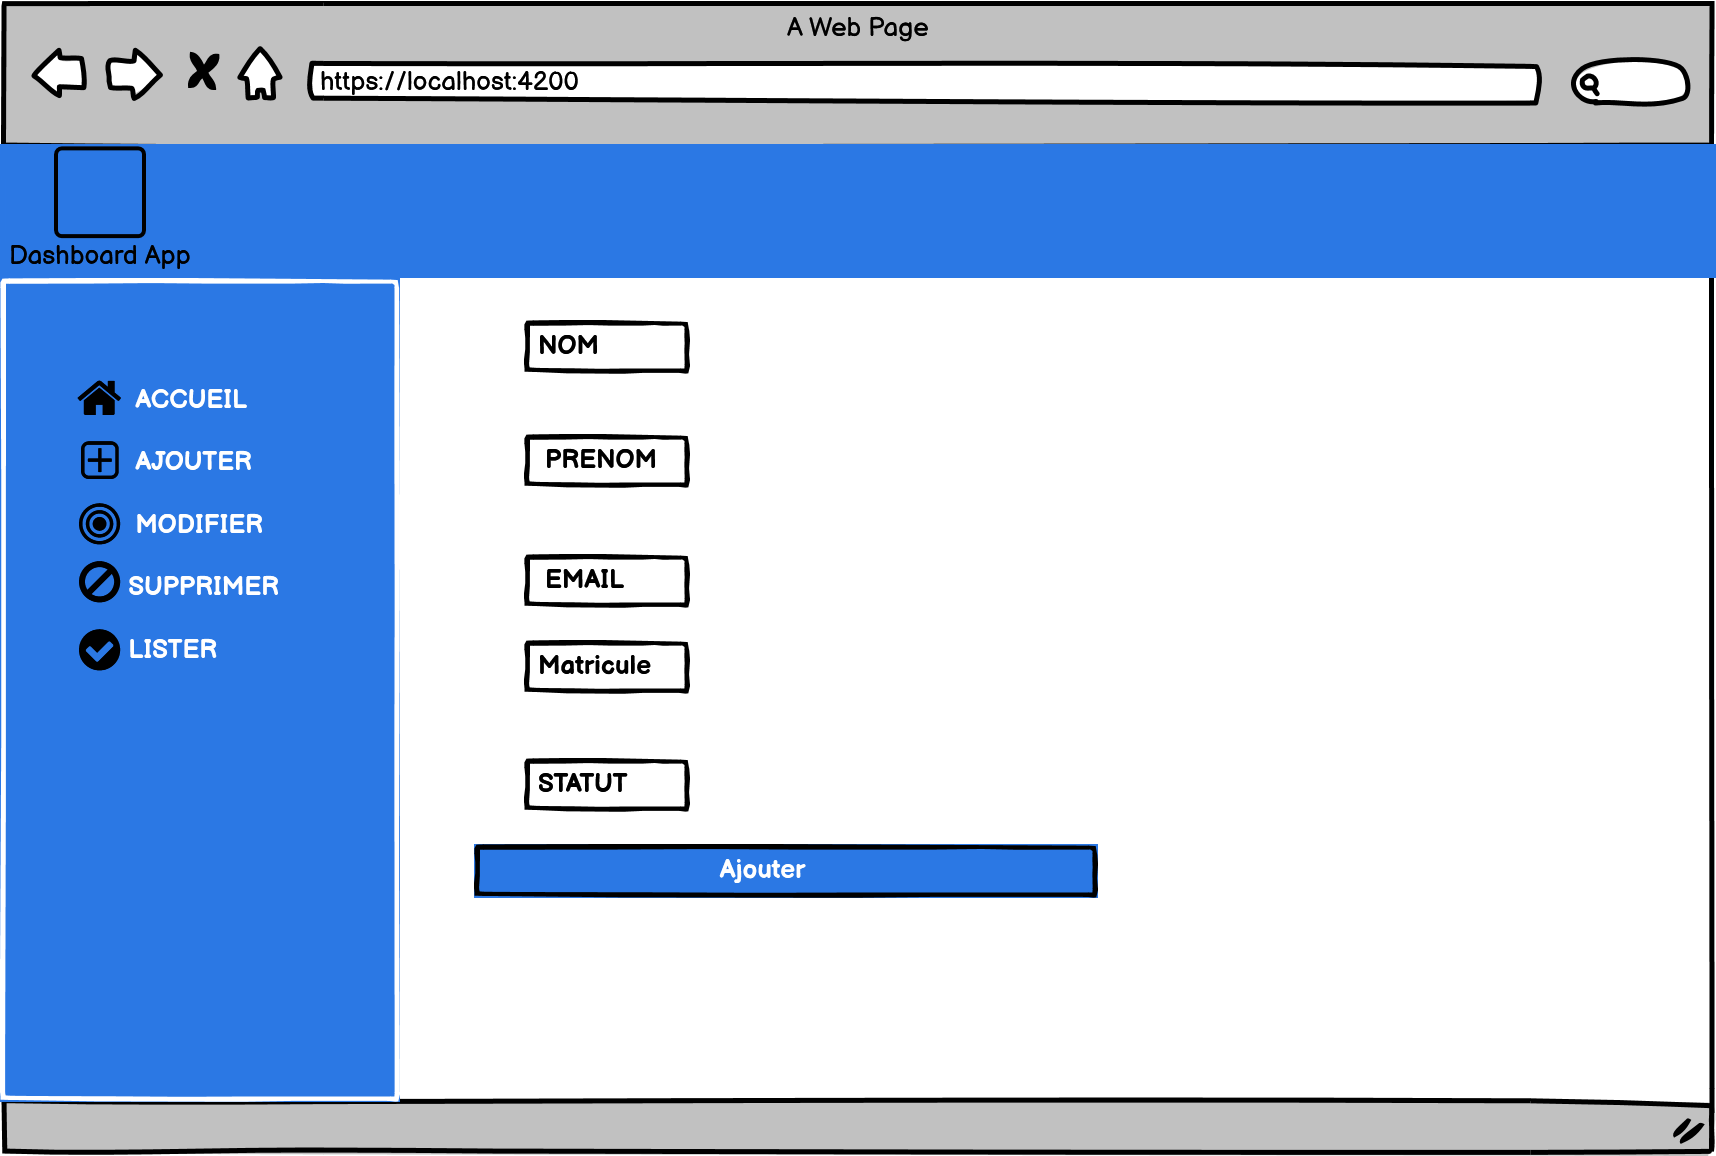 A Web Page
https://localhost:4200
Dashboard App
ACCUEIL
AJOUTER
MODIFIER
SUPPRIMER
LISTER
NOM
PRENOM
EMAIL
Matricule
STATUT
Ajouter